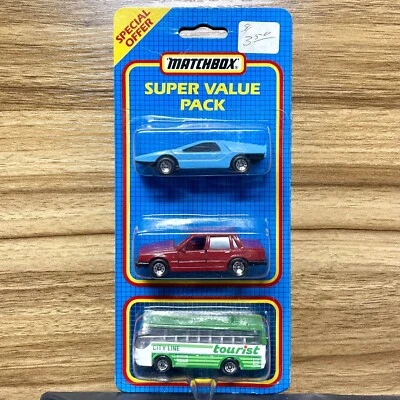 SPECIAL
OFFER
MATCHBOX
SUPER VALUE
PACK
CITY LINE
tourist